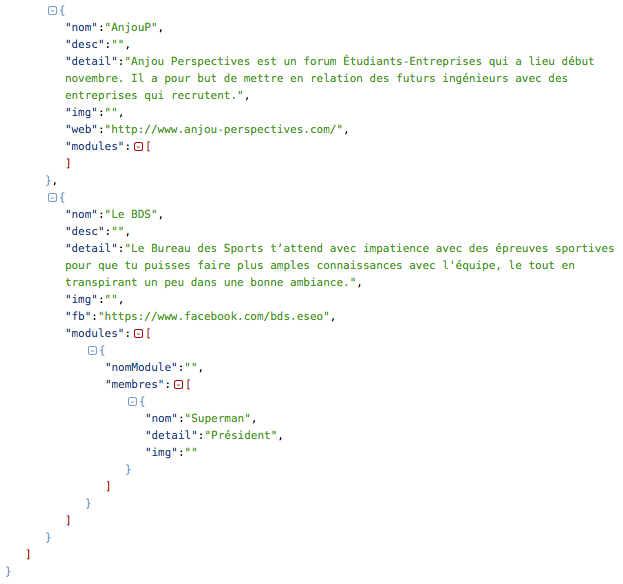 {
"nom":"AnjouP",
"desc":"",
"detail":"Anjou Perspectives est un forum Étudiants-Entreprises qui a lieu début
novembre. Il a pour but de mettre en relation des futurs ingénieurs avec des
entreprises qui recrutent.",
"img":"",
"web":"http://www.anjou-perspectives.com/",
"modules":[
]
},
{
"nom":"Le BDS",
"desc":"",
"detail":"Le Bureau des Sports t’attend avec impatience avec des épreuves sportives
pour que tu puisses faire plus amples connaissances avec l'équipe, le tout en
transpirant un peu dans une bonne ambiance.",
"img":"",
"fb":"https://www.facebook.com/bds.eseo",
"modules":[
{
"nomModule":"",
"membres":[
{
"nom":"Superman",
"detail":"Président",
"img":""
}
]
}
]
}
]
}